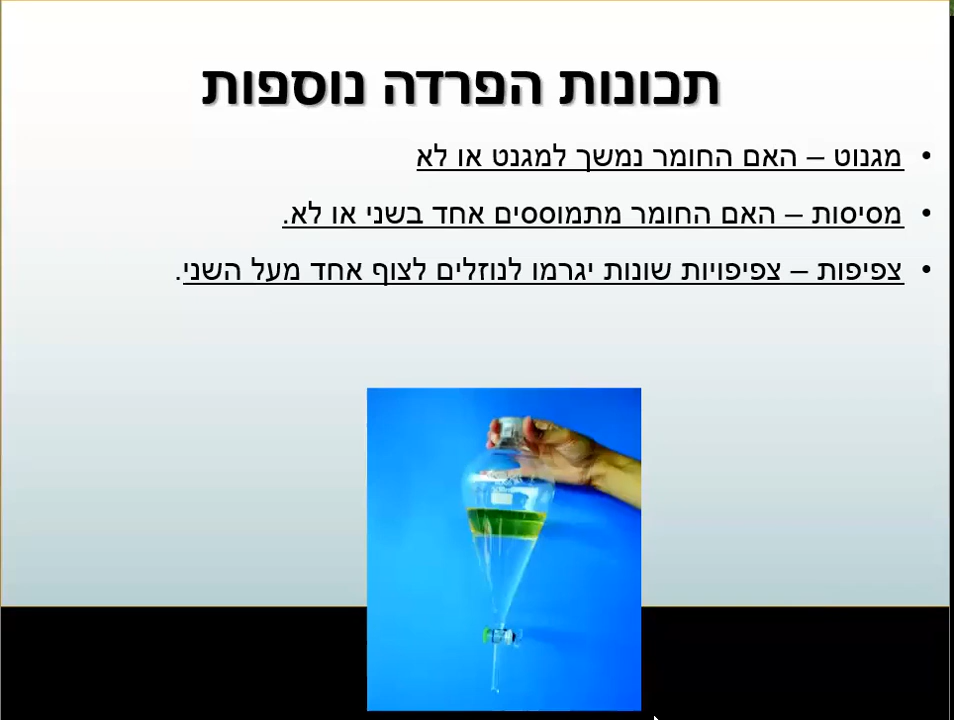 תכונות הפרדה נוספות
• מגנוט – האם החומר נמשך למגנט או לא
• מסיסות – האם החומר מתמוססים אחד בשני או לא.
• צפיפות – צפיפויות שונות יגרמו לנוזלים לצוף אחד מעל השני.